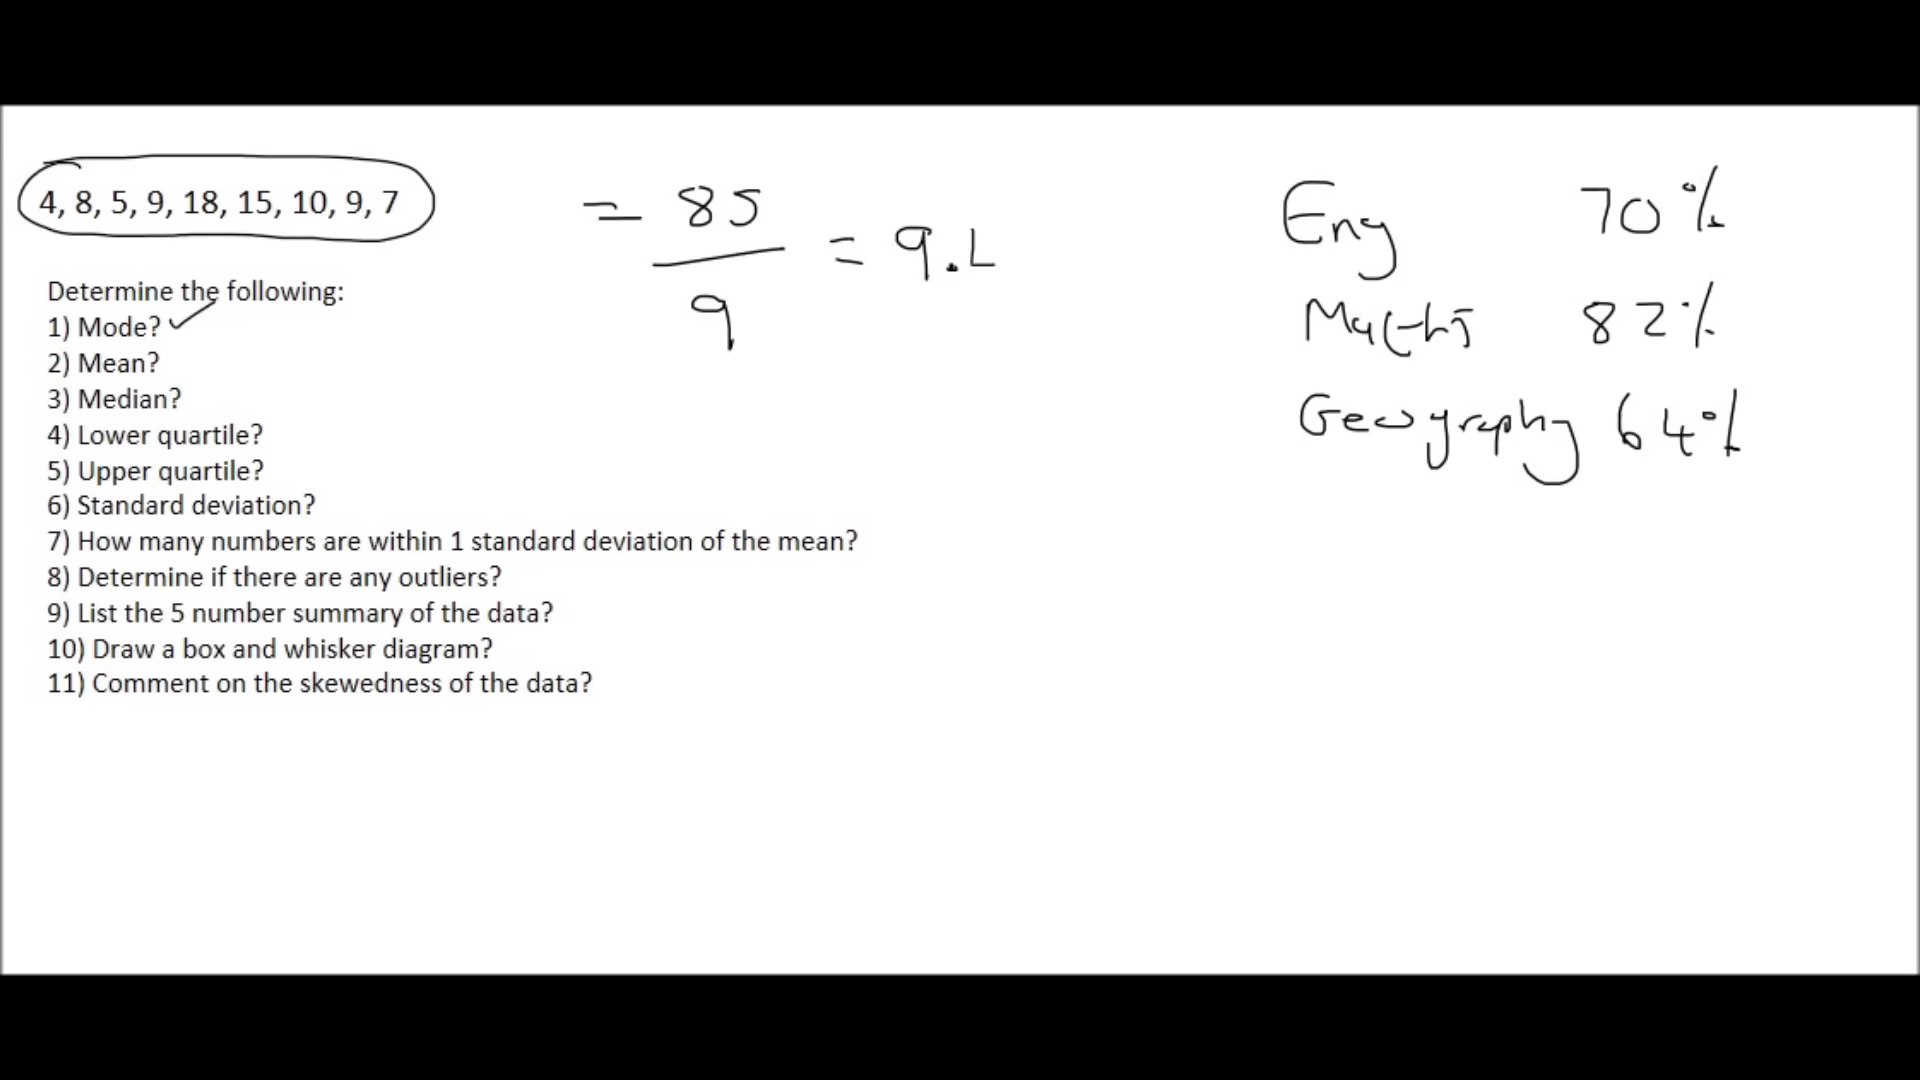 4, 8, 5, 9, 18, 15, 10, 9, 7
Determine the following:
1) Mode?
2) Mean?
3) Median?
4) Lower quartile?
5) Upper quartile?
6) Standard deviation?
7) How many numbers are within 1 standard deviation of the mean?
8) Determine if there are any outliers?
9) List the 5 number summary of the data?
10) Draw a box and whisker diagram?
11) Comment on the skewedness of the data?
= 85
9
= 9.
Eng 70%
Maths 82%
Geography 64%